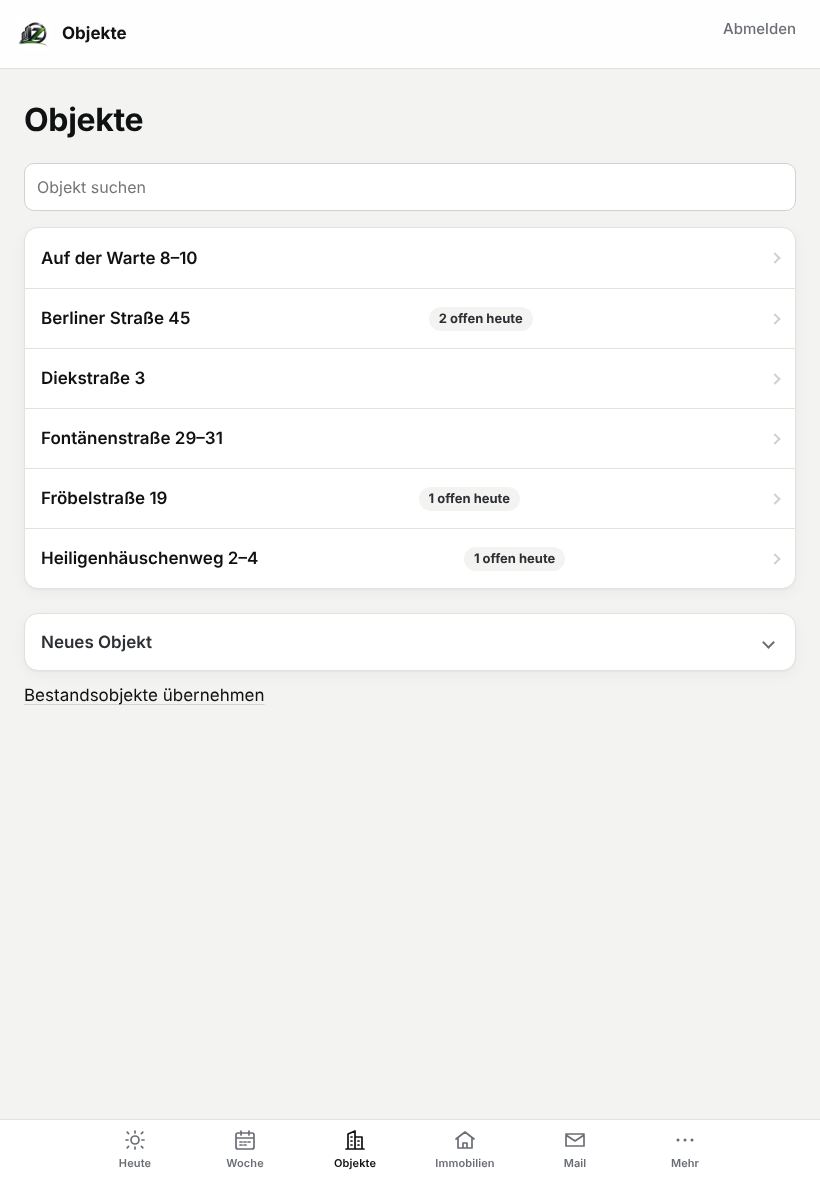 Objekte
Abmelden
Objekte
Objekt suchen
Auf der Warte 8–10
Berliner Straße 45
2 offen heute
Diekstraße 3
Fontänenstraße 29–31
Fröbelstraße 19
1 offen heute
Heiligenhäuschenweg 2–4
1 offen heute
Neues Objekt
Bestandsobjekte übernehmen
Heute
Woche
Objekte
Immobilien
Mail
Mehr